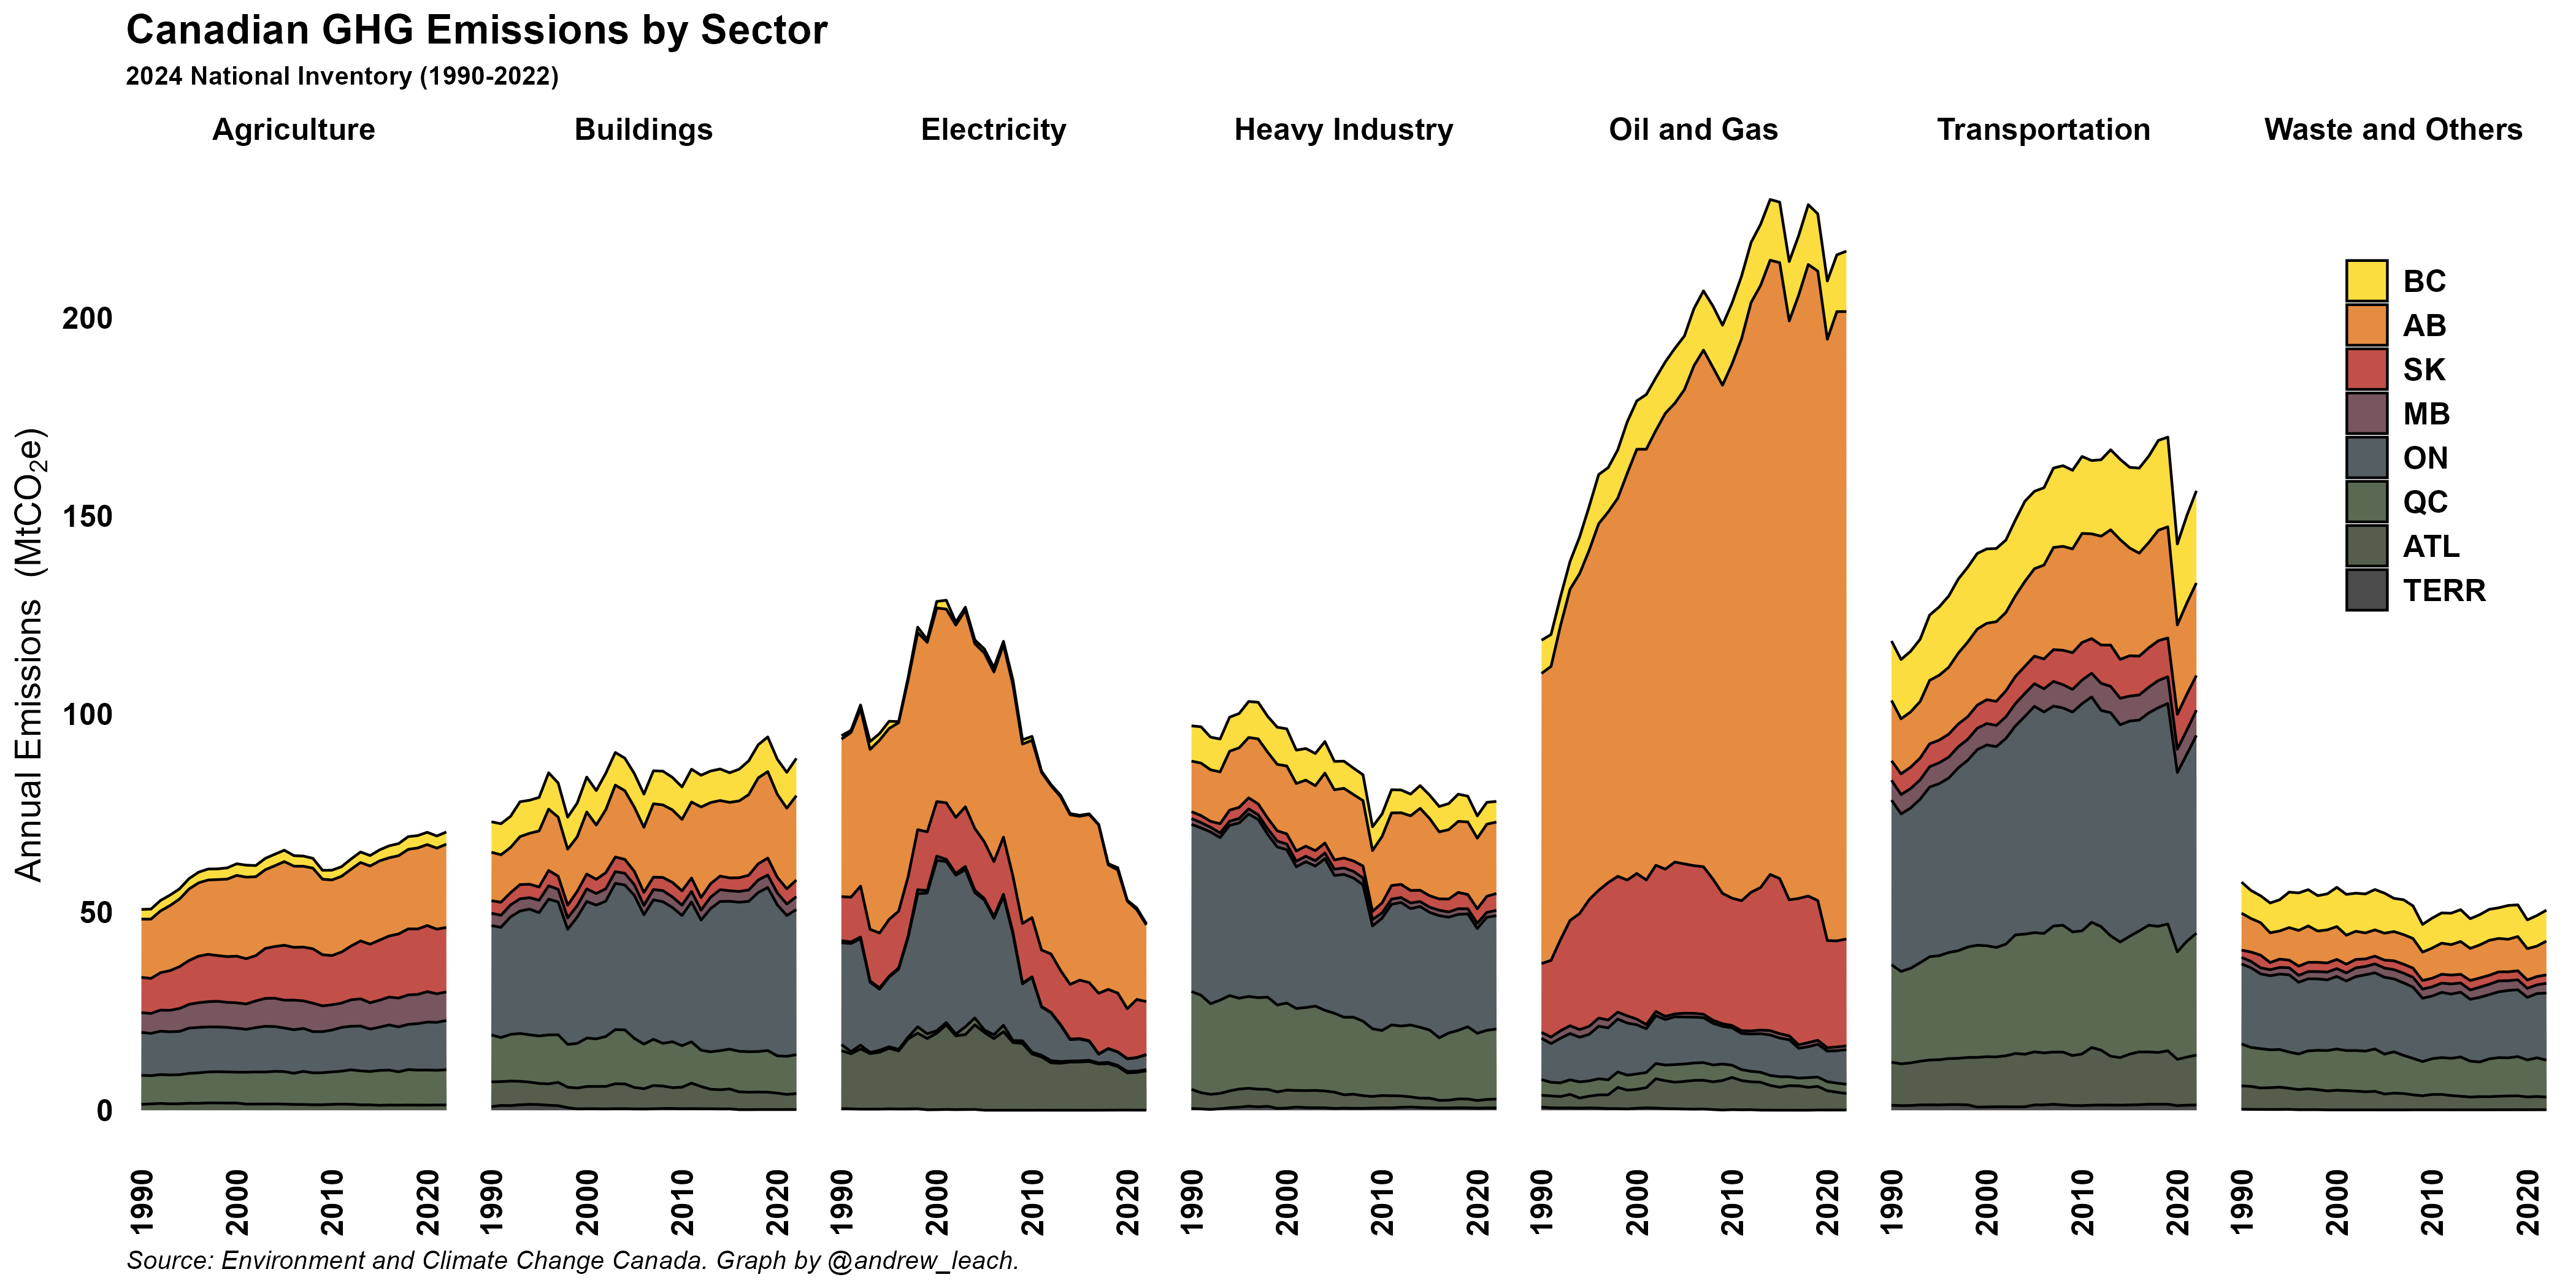 Canadian GHG Emissions by Sector
2024 National Inventory (1990-2022)
Agriculture Buildings Electricity Heavy Industry Oil and Gas Transportation Waste and Others
Annual Emissions (MtCO₂e)
200
150
100
50
0
BC
AB
SK
MB
ON
QC
ATL
TERR
1990 2000 2010 2020 1990 2000 2010 2020 1990 2000 2010 2020 1990 2000 2010 2020 1990 2000 2010 2020 1990 2000 2010 2020 1990 2000 2010 2020
Source: Environment and Climate Change Canada. Graph by @andrew_leach.